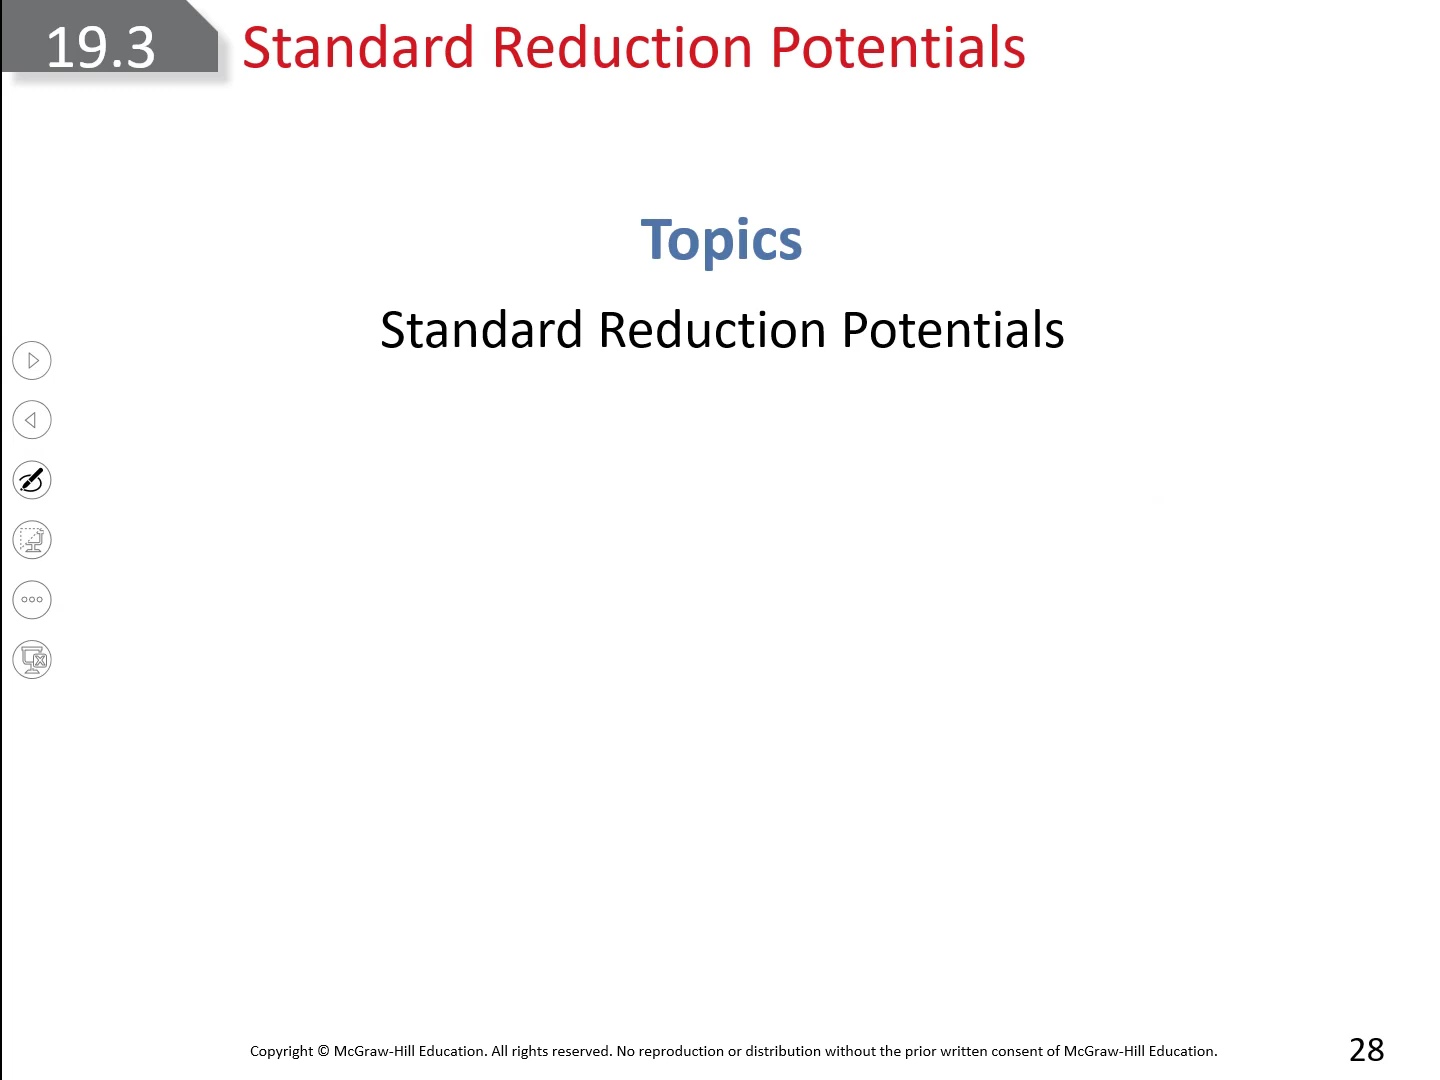 19.3 Standard Reduction Potentials
Topics
Standard Reduction Potentials
Copyright © McGraw-Hill Education. All rights reserved. No reproduction or distribution without the prior written consent of McGraw-Hill Education.
28